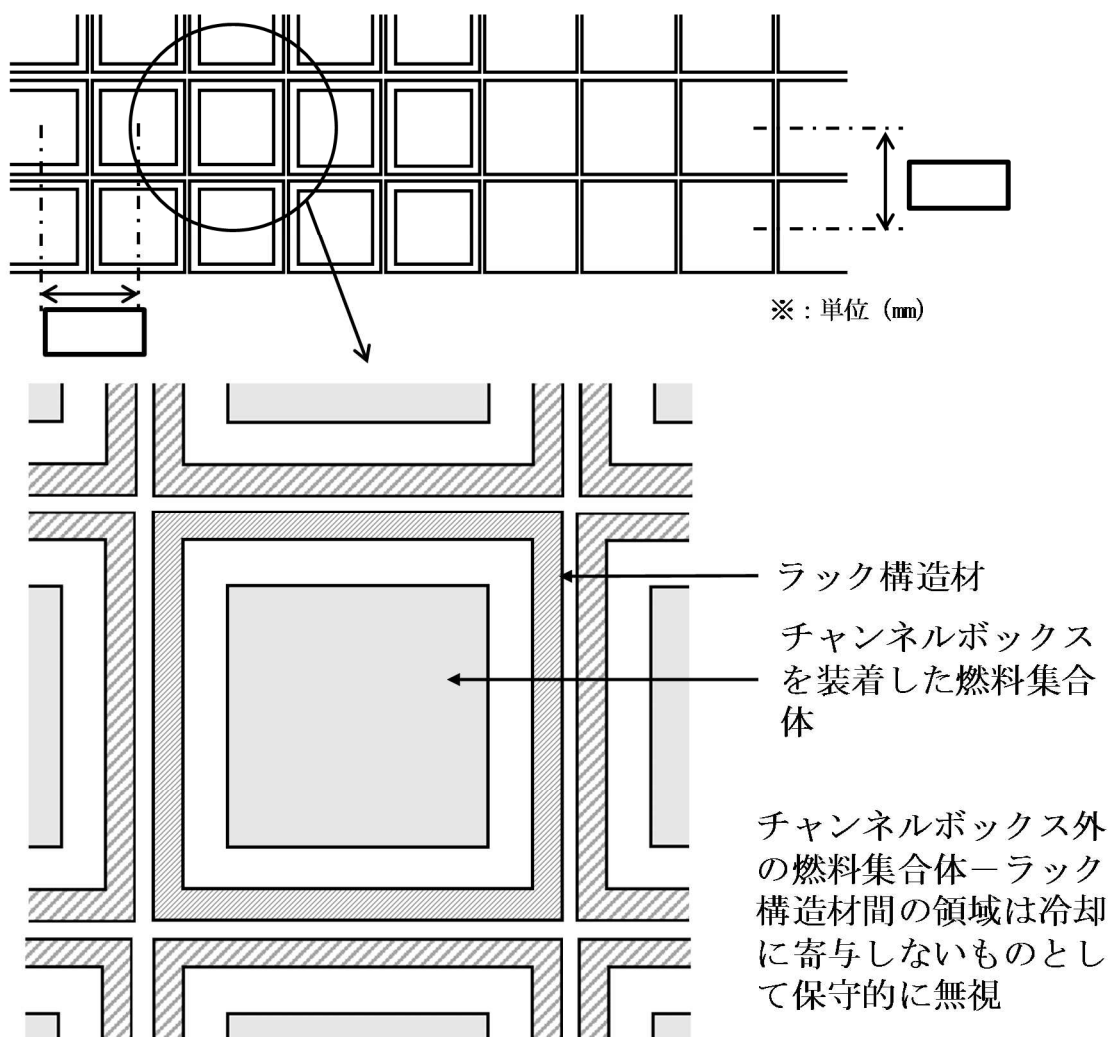 ※：単位（mm）
ラック構造材
チャンネルボックス
を装着した燃料集合
体
チャンネルボックス外
の燃料集合体－ラック
構造材間の領域は冷却
に寄与しないものとし
て保守的に無視